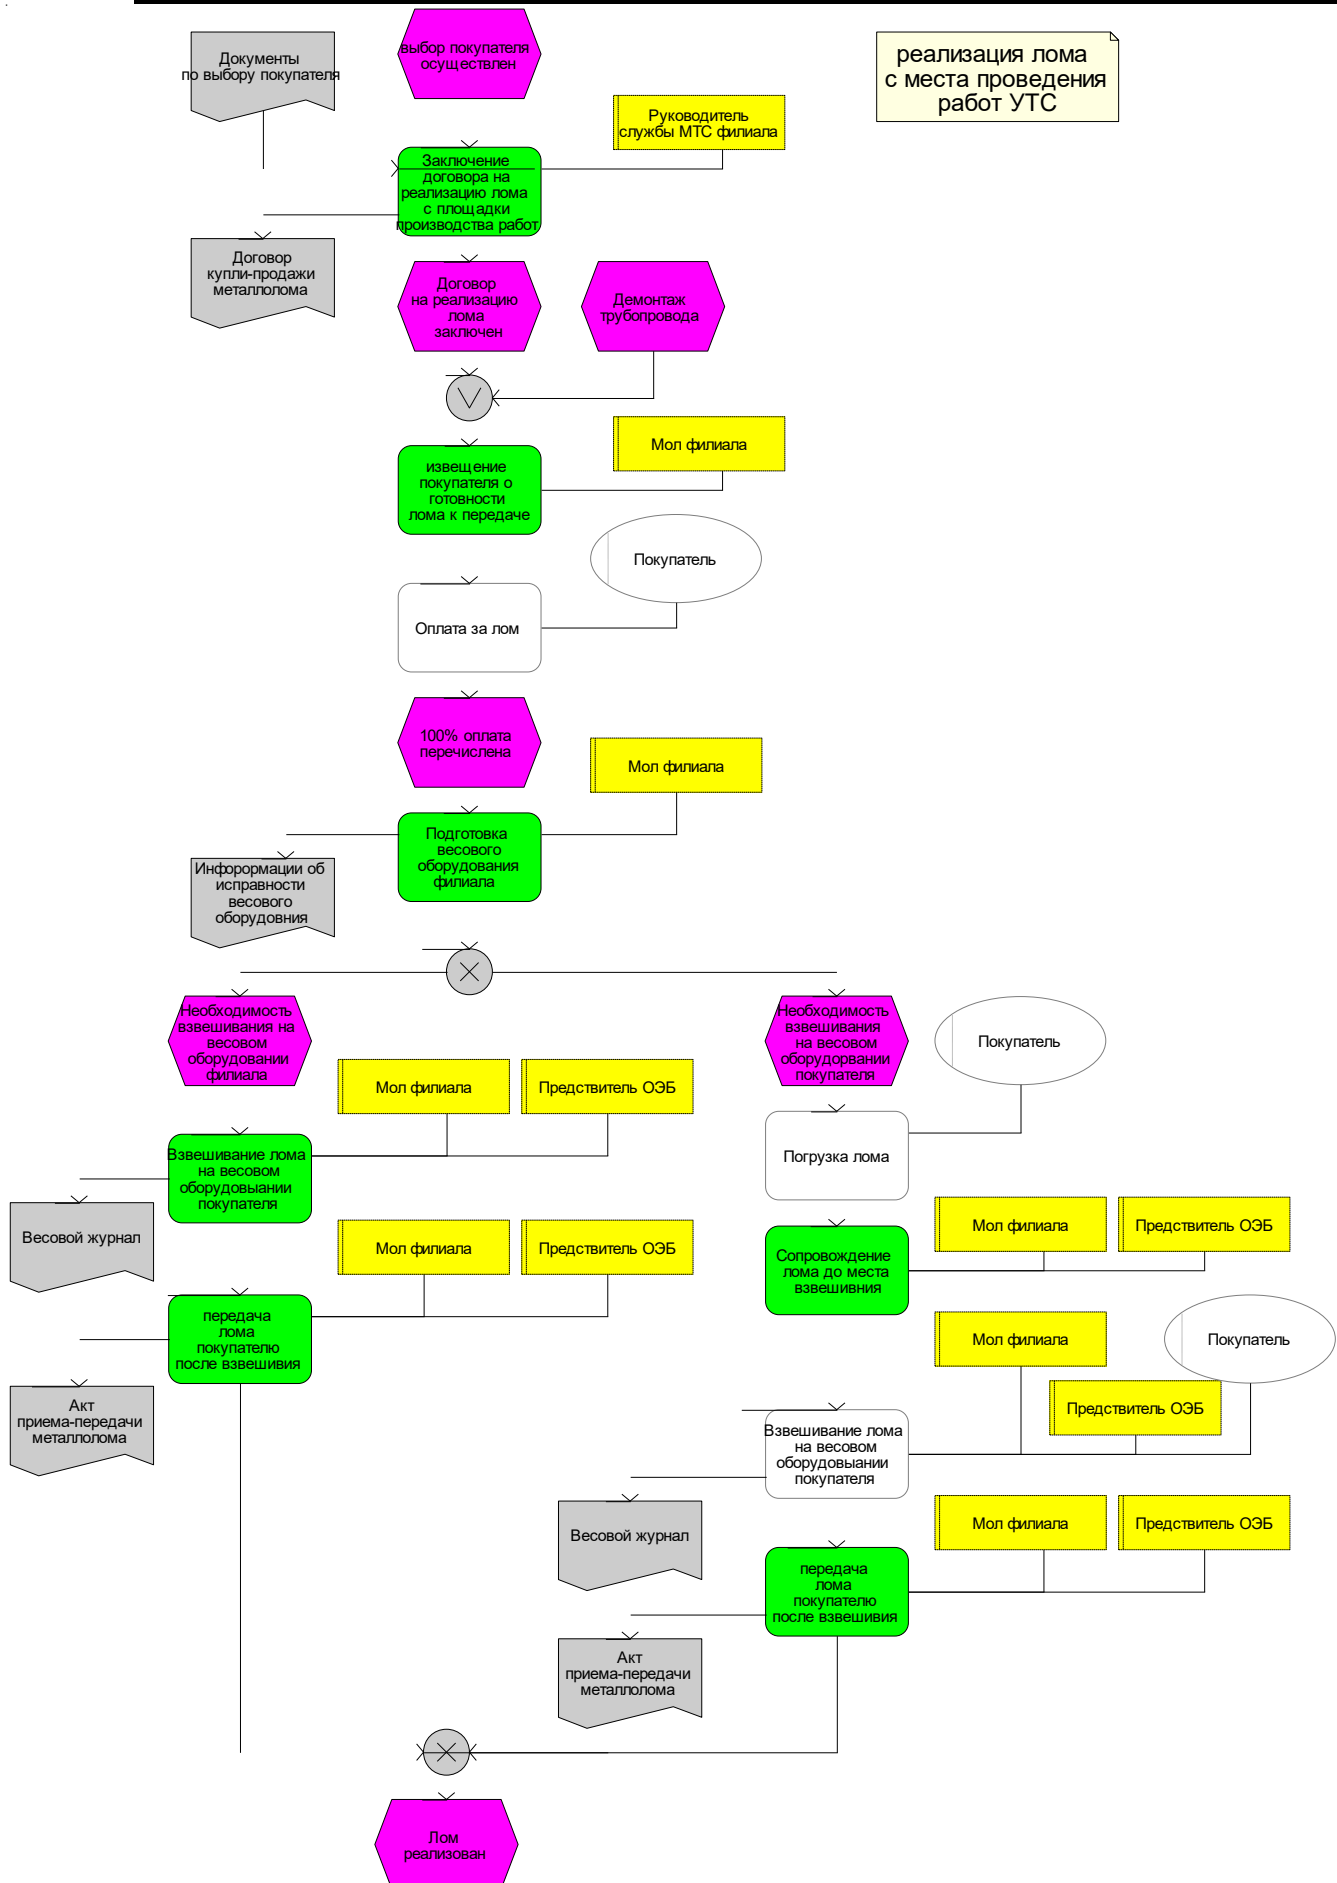 Документы
по выбору покупателя
выбор покупателя
осуществлен
реализация лома
с места проведения
работ УТС
Руководитель
службы МТС филиала
Заключение
договора на
реализацию лома
с площадки
производства работ
Договор
купли-продажи
металлолома
Договор
на реализацию
лома
заключен
Демонтаж
трубопровода
Мол филиала
извещение
покупателя о
готовности
лома к передаче
Покупатель
Оплата за лом
100% оплата
перечислена
Мол филиала
Подготовка
весового
оборудования
филиала
Инфорормации об
исправности
весового
оборудовния
Необходимость
взвешивания на
весовом
оборудовании
филиала
Необходимость
взвешивания
на весовом
оборудорвании
покупателя
Покупатель
Мол филиала
Предствитель ОЭБ
Взвешивание лома
на весовом
оборудовыании
покупателя
Погрузка лома
Весовой журнал
Мол филиала
Предствитель ОЭБ
Мол филиала
Предствитель ОЭБ
Сопровождение
лома до места
взвешивния
передача
лома
покупателю
после взвешивия
Мол филиала
Покупатель
Акт
приема-передачи
металлолома
Предствитель ОЭБ
Взвешивание лома
на весовом
оборудовыании
покупателя
Весовой журнал
Мол филиала
Предствитель ОЭБ
передача
лома
покупателю
после взвешивия
Акт
приема-передачи
металлолома
Лом
реализован